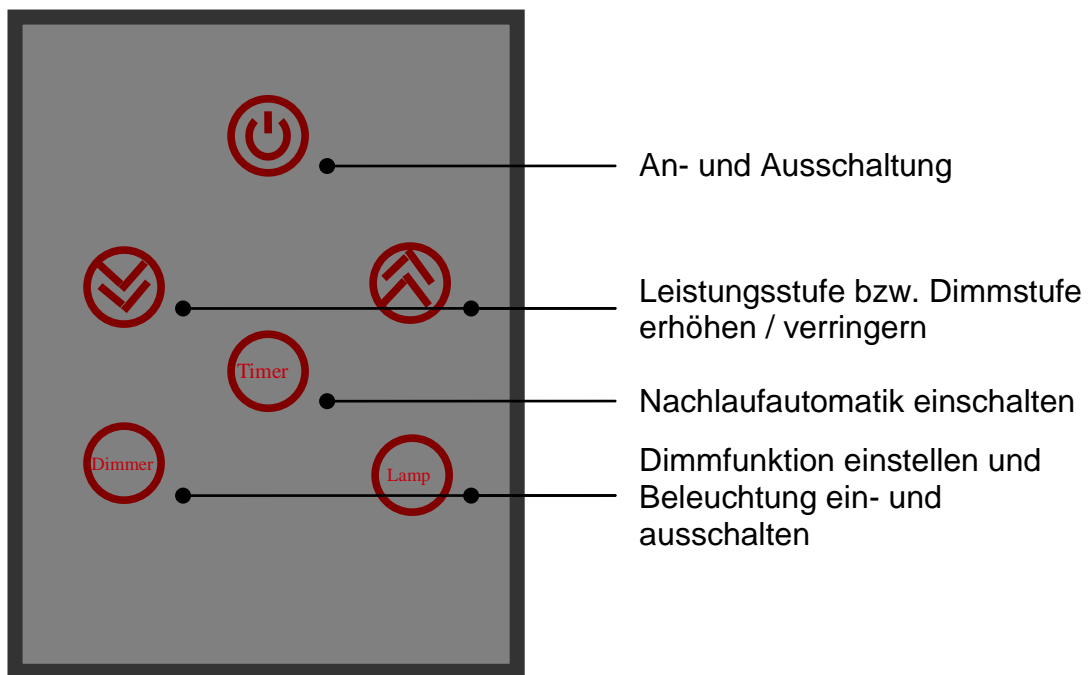 An- und Ausschaltung
Leistungsstufe bzw. Dimmstufe
erhöhen / verringern
Timer
Nachlaufautomatik einschalten
Dimmer
Lamp
Dimmfunktion einstellen und
Beleuchtung ein- und
ausschalten